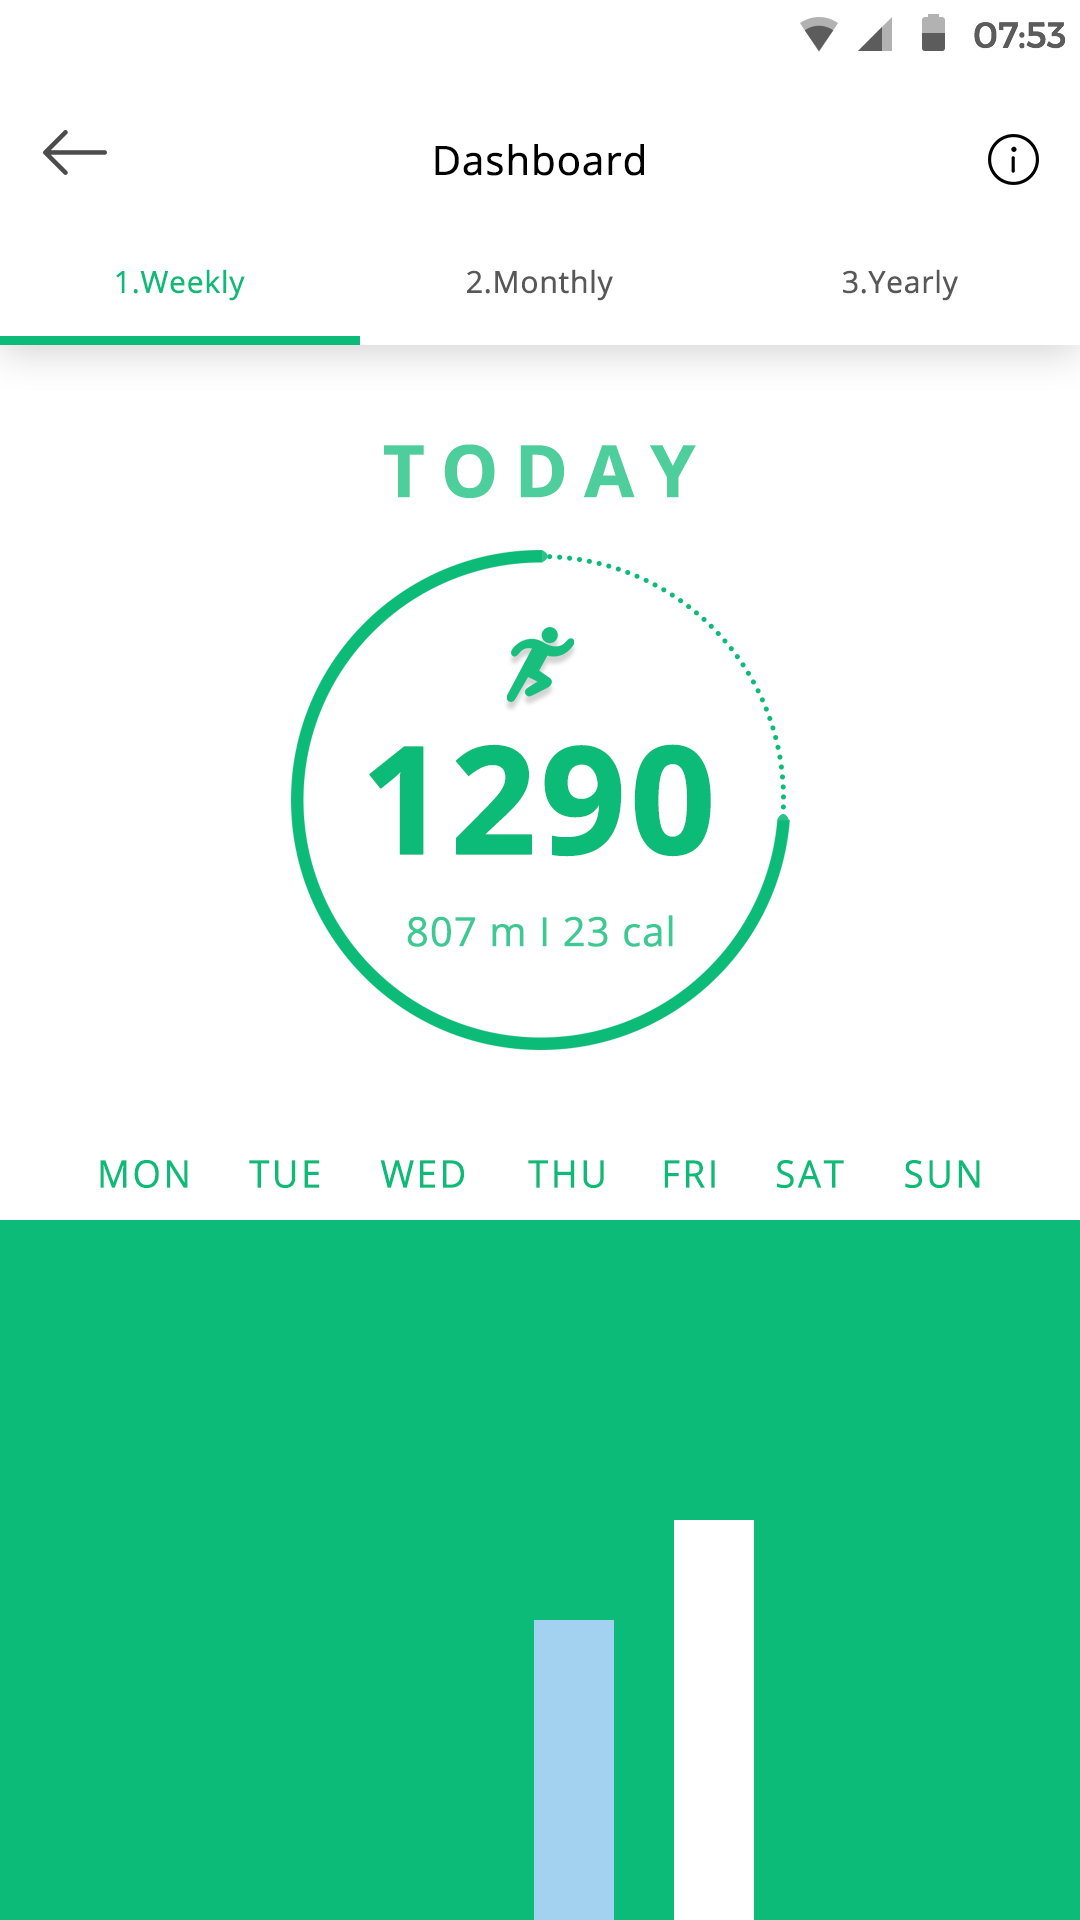 07:53
Dashboard
1.Weekly 2.Monthly 3.Yearly
TODAY
1290
807 m I 23 cal
MON TUE WED THU FRI SAT SUN